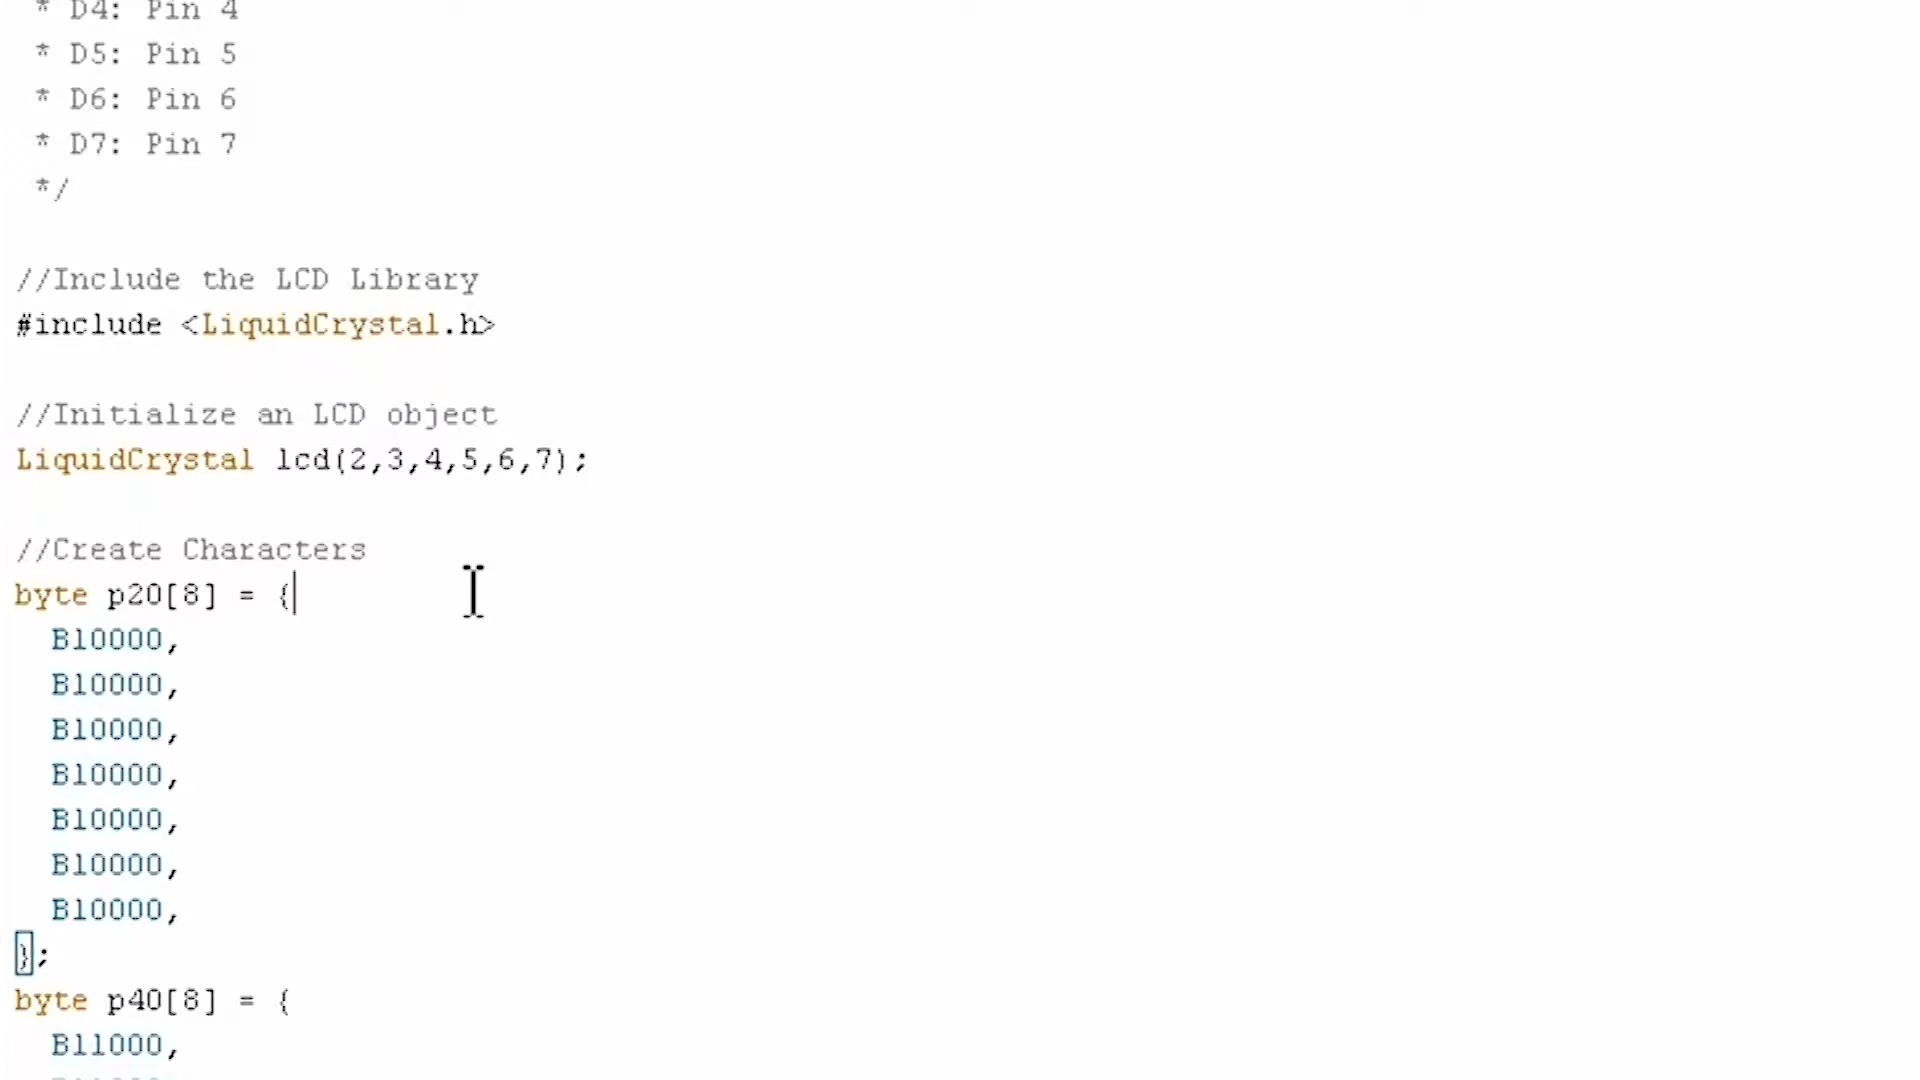 * D4: Pin 4
* D5: Pin 5
* D6: Pin 6
* D7: Pin 7
*/
//Include the LCD Library
#include <LiquidCrystal.h>
//Initialize an LCD object
LiquidCrystal lcd(2,3,4,5,6,7);
//Create Characters
byte p20[8] = {
B10000,
B10000,
B10000,
B10000,
B10000,
B10000,
B10000,
};
byte p40[8] = {
B11000,